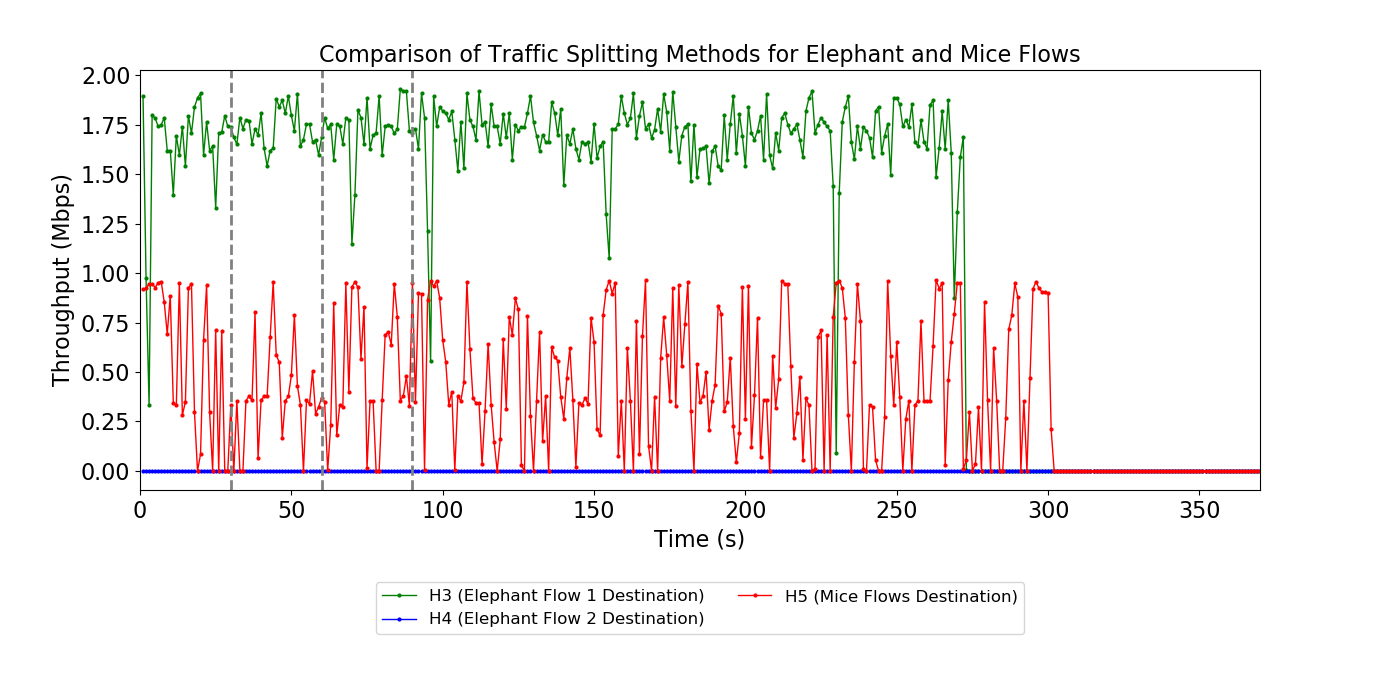 Comparison of Traffic Splitting Methods for Elephant and Mice Flows
2.00
1.75
1.50
1.25
1.00
0.75
0.50
0.25
0.00
Throughput (Mbps)
0 50 100 150 200 250 300 350
Time (s)
H3 (Elephant Flow 1 Destination)
H4 (Elephant Flow 2 Destination)
H5 (Mice Flows Destination)